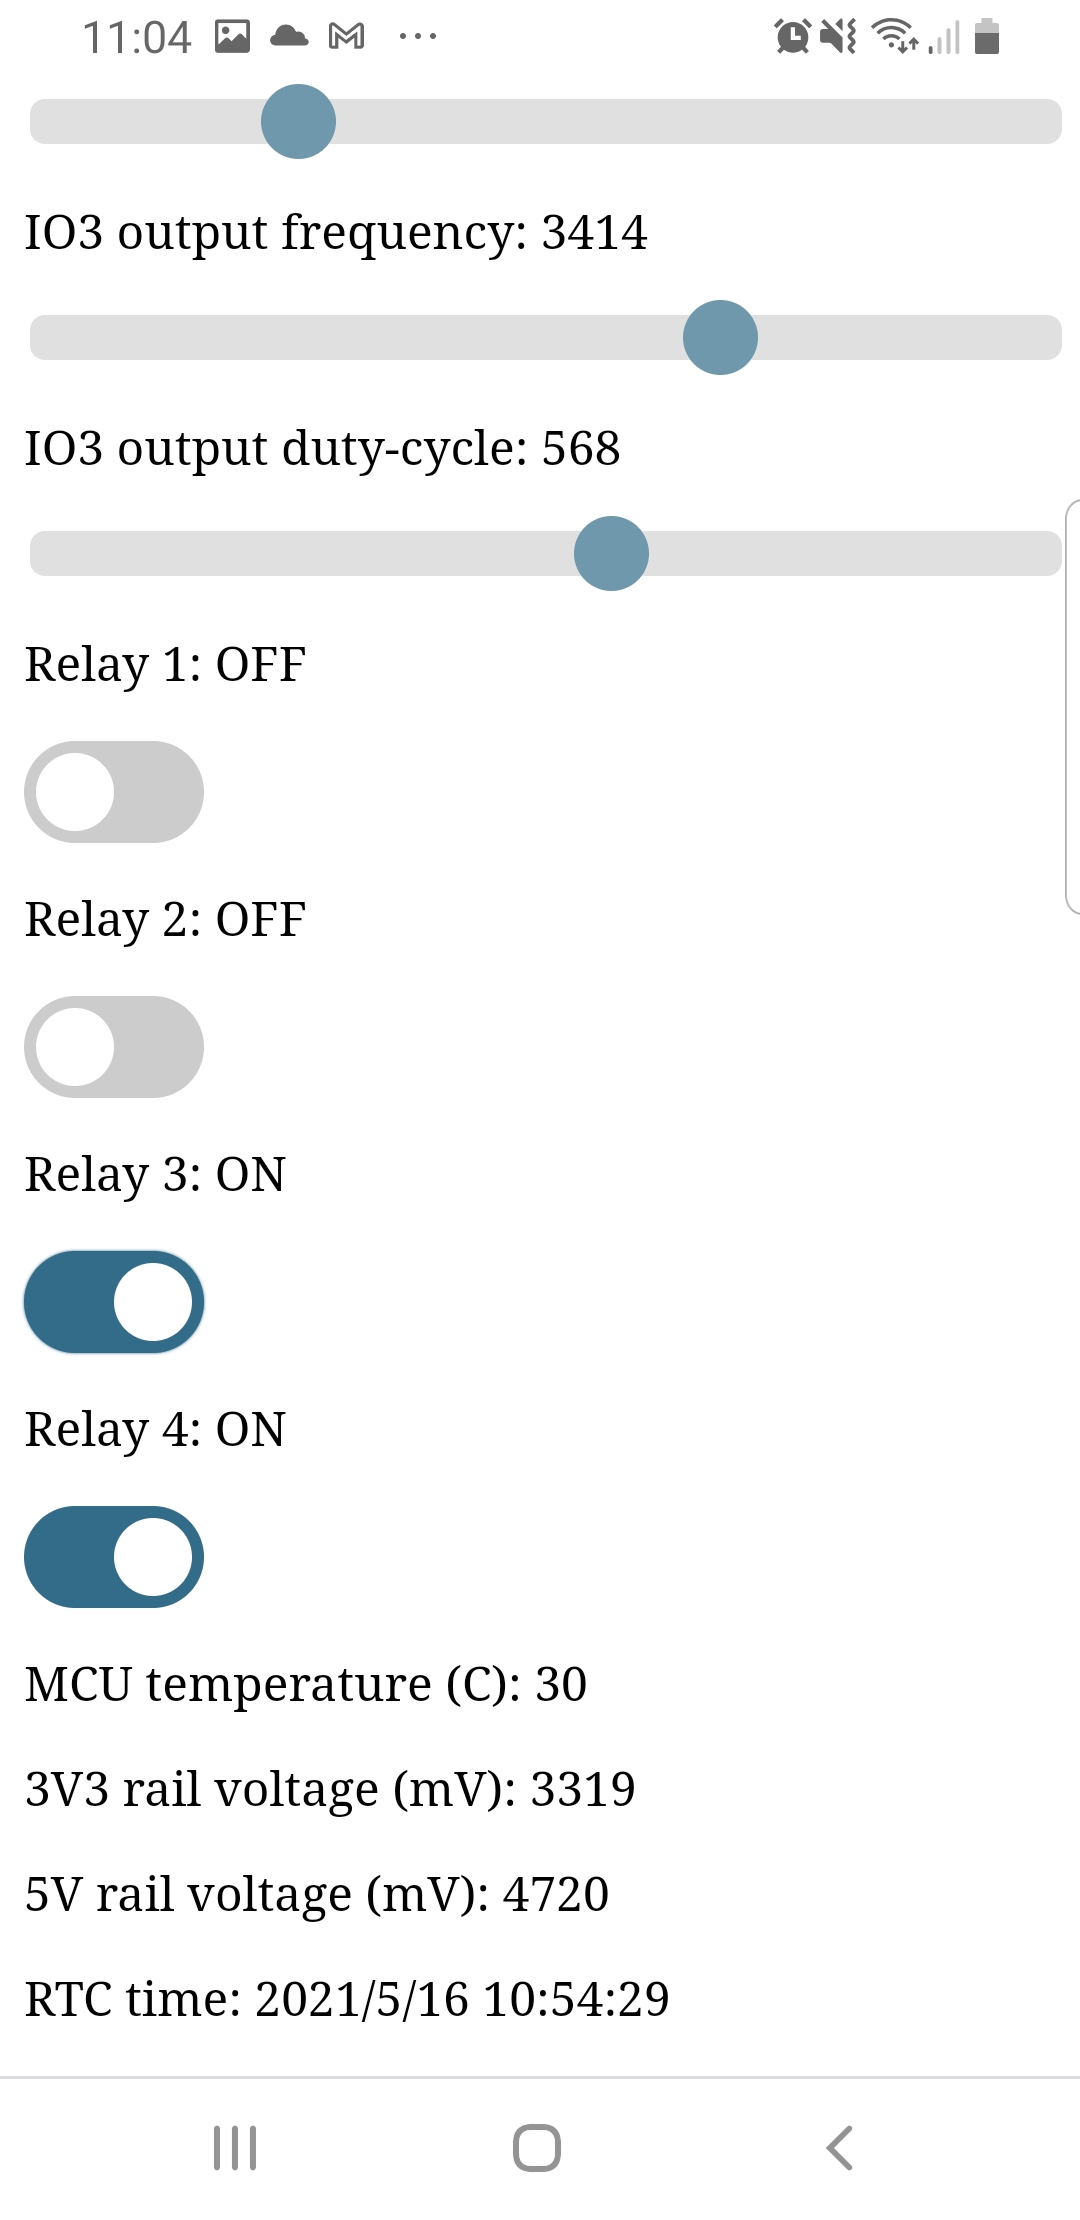 11:04
IO3 output frequency: 3414
IO3 output duty-cycle: 568
Relay 1: OFF
Relay 2: OFF
Relay 3: ON
Relay 4: ON
MCU temperature (C): 30
3V3 rail voltage (mV): 3319
5V rail voltage (mV): 4720
RTC time: 2021/5/16 10:54:29